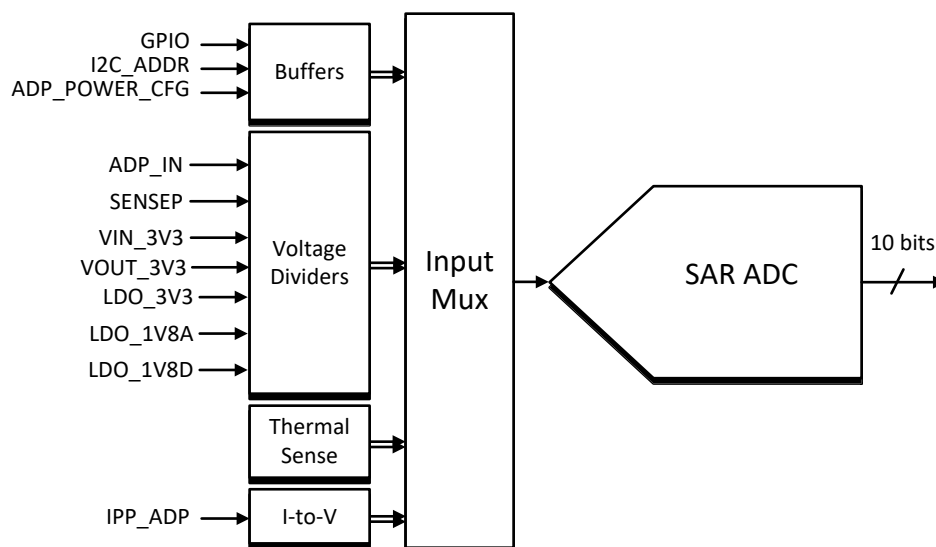 GPIO
I2C_ADDR
ADP_POWER_CFG
Buffers
ADP_IN
SENSEP
VIN_3V3
VOUT_3V3
LDO_3V3
LDO_1V8A
LDO_1V8D
Voltage
Dividers
Thermal
Sense
IPP_ADP
I-to-V
Input
Mux
SAR ADC
10 bits